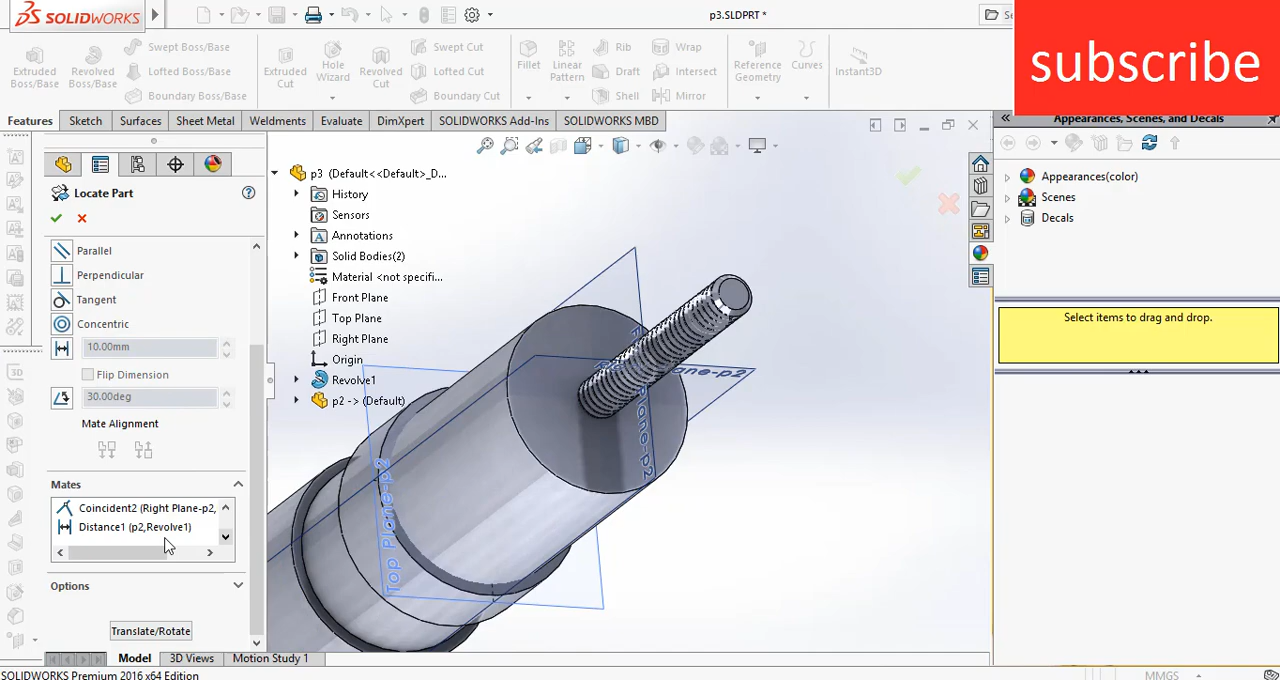 SOLIDWORKS
p3.SLDPRT *
subscribe
Extruded Boss/Base
Revolved Boss/Base
Swept Boss/Base
Lofted Boss/Base
Boundary Boss/Base
Extruded Cut
Hole Wizard
Revolved Cut
Swept Cut
Lofted Cut
Boundary Cut
Fillet
Linear Pattern
Rib
Draft
Shell
Wrap
Intersect
Mirror
Reference Geometry
Curves
Instant3D
Features
Sketch
Surfaces
Sheet Metal
Weldments
Evaluate
DimXpert
SOLIDWORKS Add-Ins
SOLIDWORKS MBD
Appearances, Scenes, and Decals
Locate Part
Parallel
Perpendicular
Tangent
Concentric
10.00mm
Flip Dimension
30.00deg
Mate Alignment
Mates
Coincident2 (Right Plane-p2,
Distance1 (p2,Revolve1)
Options
Translate/Rotate
p3 (Default<<Default>_D...
History
Sensors
Annotations
Solid Bodies(2)
Material <not specifi...
Front Plane
Top Plane
Right Plane
Origin
Revolve1
p2 -> (Default)
Top Plane-p2
Appearances(color)
Scenes
Decals
Select items to drag and drop.
Model
3D Views
Motion Study 1
SOLIDWORKS Premium 2016 x64 Edition
MMGS